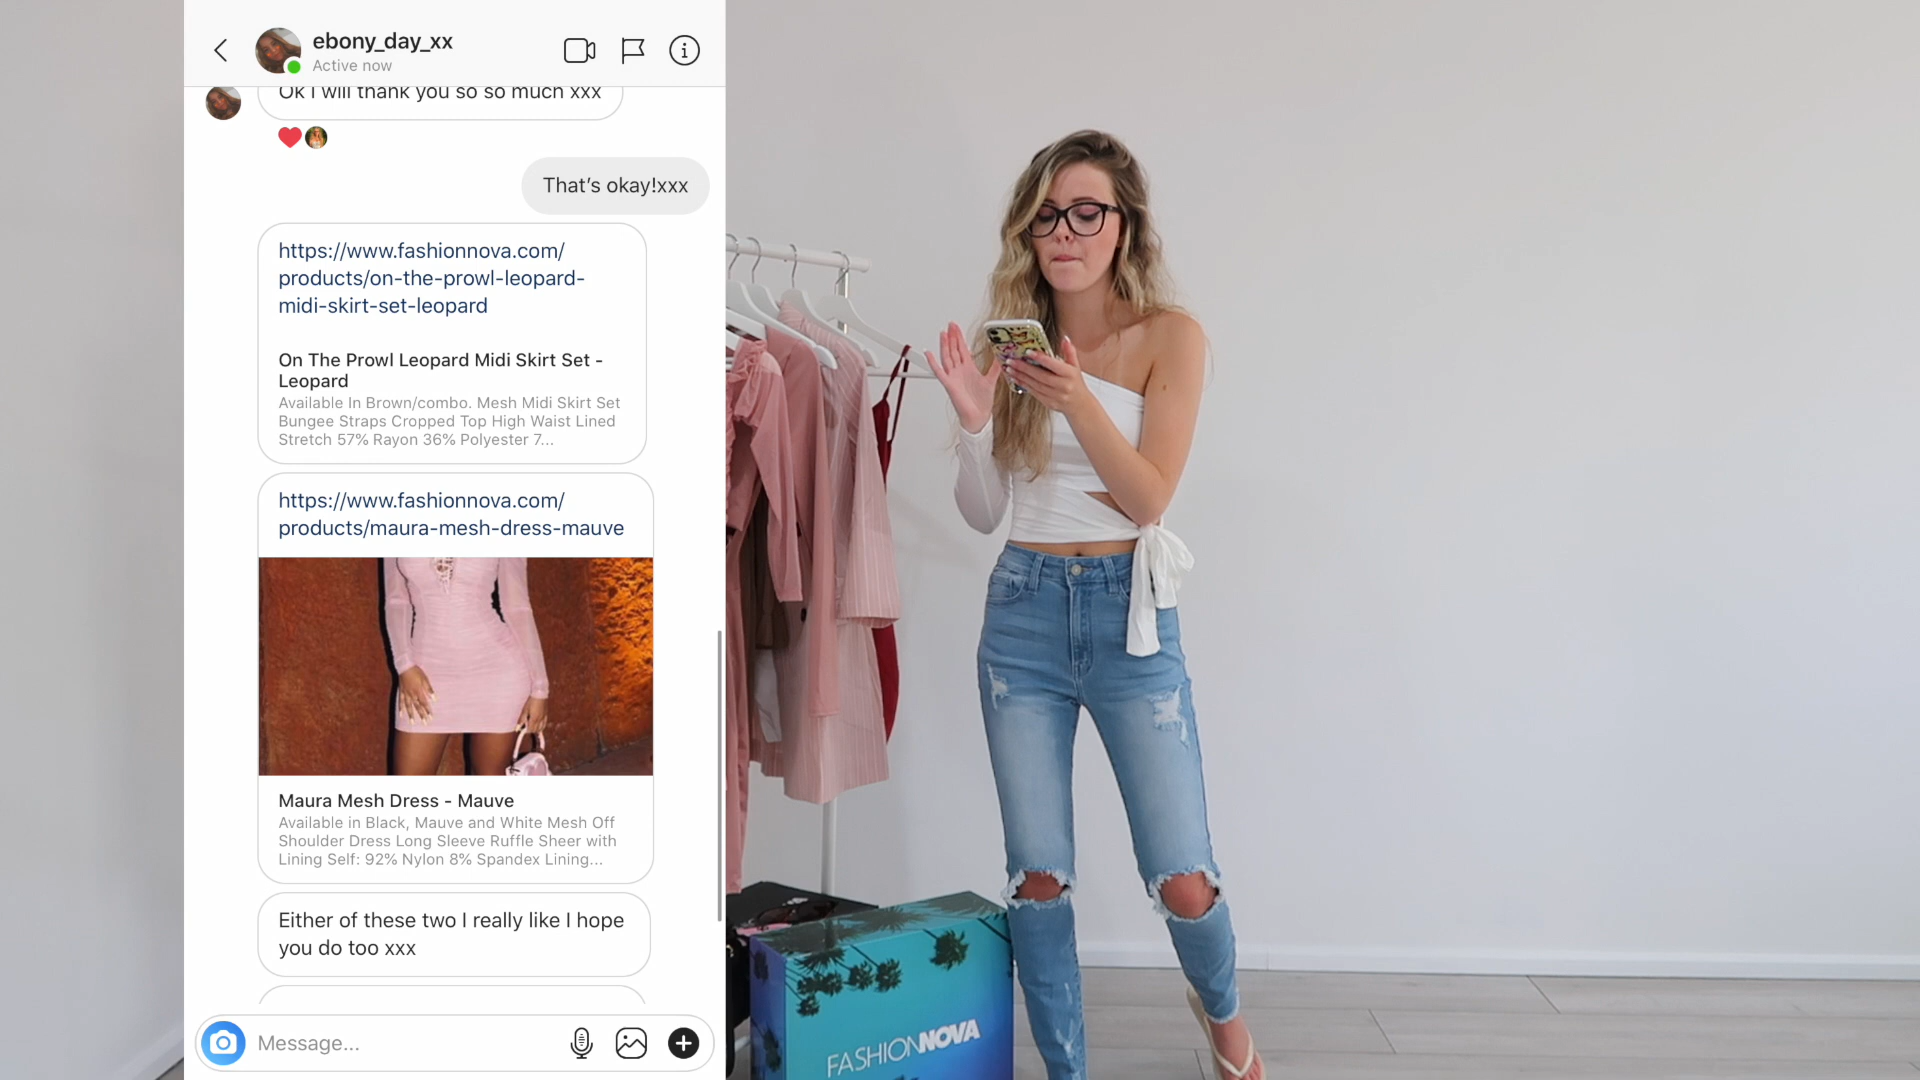 ebony_day_xx
Active now
Ok I will thank you so so much xxx
That's okay!xxx
https://www.fashionnova.com/
products/on-the-prowl-leopard-
midi-skirt-set-leopard
On The Prowl Leopard Midi Skirt Set -
Leopard
Available In Brown/combo. Mesh Midi Skirt Set
Bungee Straps Cropped Top High Waist Lined
Stretch 57% Rayon 36% Polyester 7...
https://www.fashionnova.com/
products/maura-mesh-dress-mauve
Maura Mesh Dress - Mauve
Available in Black, Mauve and White Mesh Off
Shoulder Dress Long Sleeve Ruffle Sheer with
Lining Self: 92% Nylon 8% Spandex Lining...
Either of these two I really like I hope
you do too xxx
Message...
FASHIONNOVA